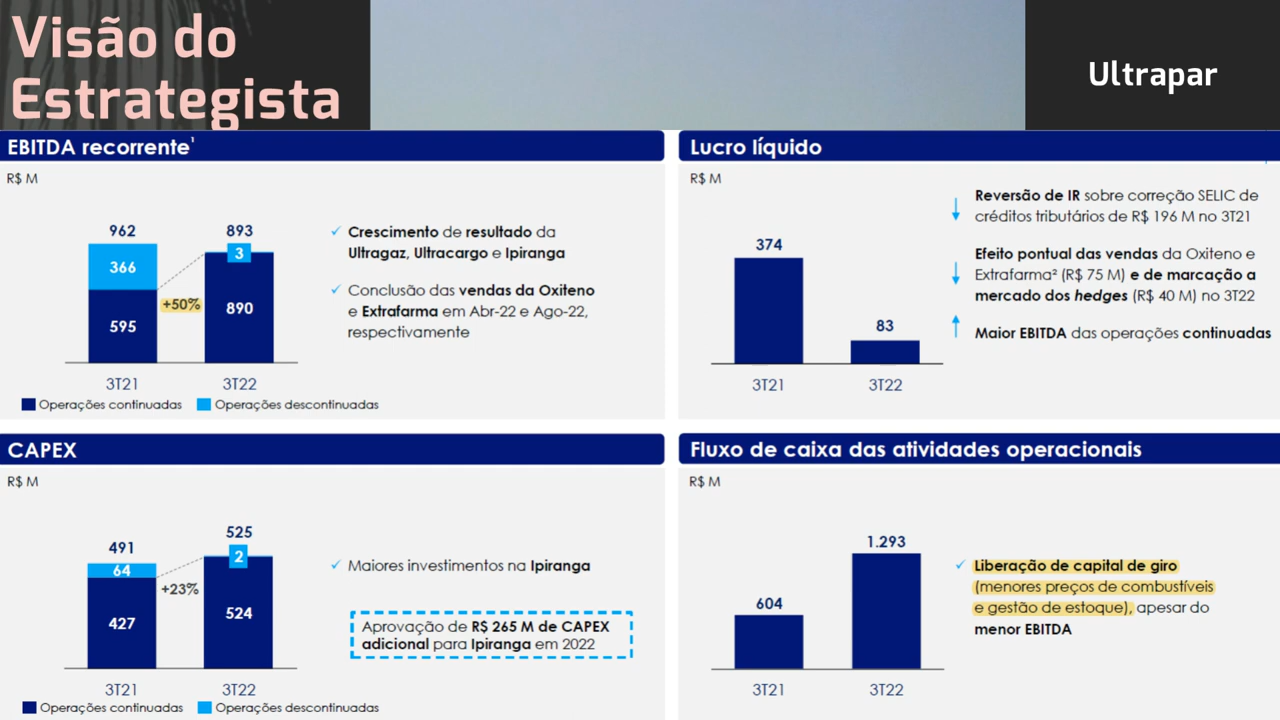 Visão do
Estrategista
Ultrapar
EBITDA recorrente¹
R$ M
962
893
3
366
+50%
595
890
3T21
3T22
Operações continuadas
Operações descontinuadas
✓ Crescimento de resultado da
Ultragaz, Ultracargo e Ipiranga
✓ Conclusão das vendas da Oxiteno
e Extrafarma em Abr-22 e Ago-22,
respectivamente
Lucro líquido
R$ M
374
83
3T21
3T22
↓ Reversão de IR sobre correção SELIC de
créditos tributários de R$ 196 M no 3T21
↓ Efeito pontual das vendas da Oxiteno e
Extrafarma² (R$ 75 M) e de marcação a
mercado dos hedges (R$ 40 M) no 3T22
↑ Maior EBITDA das operações continuadas
CAPEX
R$ M
491
525
64
2
+23%
427
524
3T21
3T22
Operações continuadas
Operações descontinuadas
✓ Maiores investimentos na Ipiranga
Aprovação de R$ 265 M de CAPEX
adicional para Ipiranga em 2022
Fluxo de caixa das atividades operacionais
R$ M
604
1.293
3T21
3T22
✓ Liberação de capital de giro
(menores preços de combustíveis
e gestão de estoque), apesar do
menor EBITDA